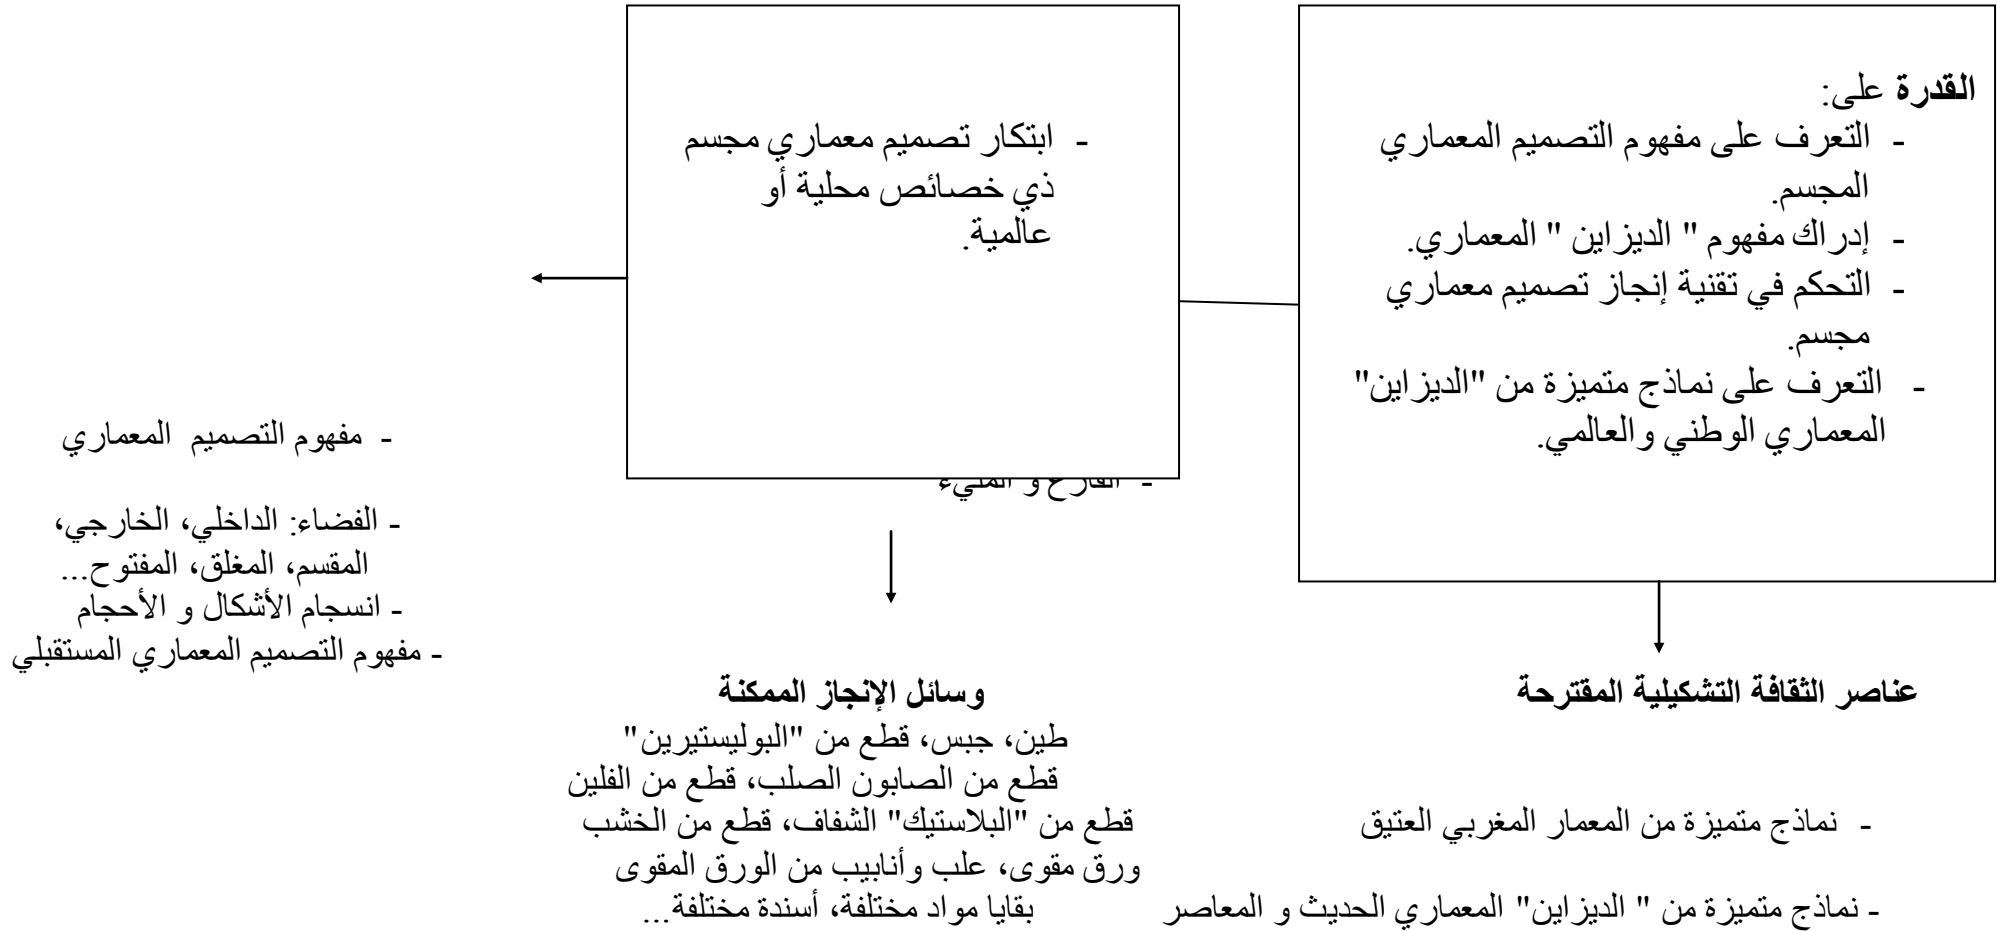 القدرة على:
- التعرف على مفهوم التصميم المعماري
المجسم.
- إدراك مفهوم " الديزاين " المعماري.
- التحكم في تقنية إنجاز تصميم معماري
مجسم.
- التعرف على نماذج متميزة من "الديزاين"
المعماري الوطني والعالمي.
- ابتكار تصميم معماري مجسم
ذي خصائص محلية أو
عالمية.
- مفهوم التصميم المعماري
- الفضاء: الداخلي، الخارجي،
المقسم، المغلق، المفتوح...
- انسجام الأشكال و الأحجام
- مفهوم التصميم المعماري المستقبلي
عناصر الثقافة التشكيلية المقترحة
- نماذج متميزة من المعمار المغربي العتيق
- نماذج متميزة من " الديزاين" المعماري الحديث و المعاصر
وسائل الإنجاز الممكنة
طين، جبس، قطع من "البوليستيرين"
قطع من الصابون الصلب، قطع من الفلين
قطع من "البلاستيك" الشفاف، قطع من الخشب
ورق مقوى، علب وأنابيب من الورق المقوى
بقايا مواد مختلفة، أسندة مختلفة...